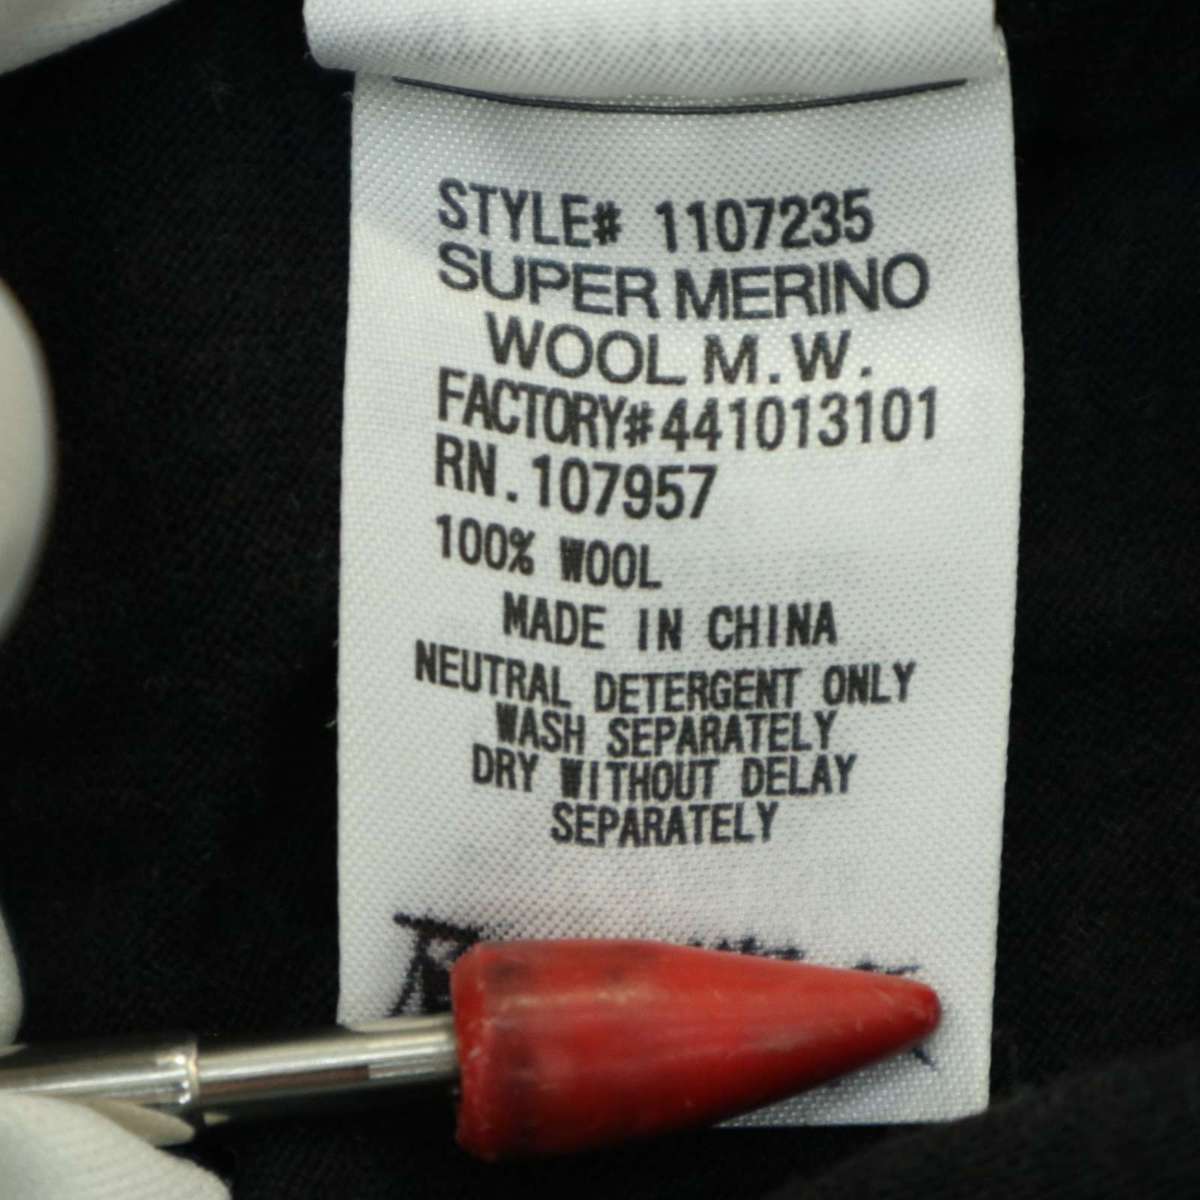 STYLE# 1107235
SUPER MERINO
WOOL M.W.
FACTORY#441013101
RN.107957
100% WOOL
MADE IN CHINA
NEUTRAL DETERGENT ONLY
WASH SEPARATELY
DRY WITHOUT DELAY
SEPARATELY